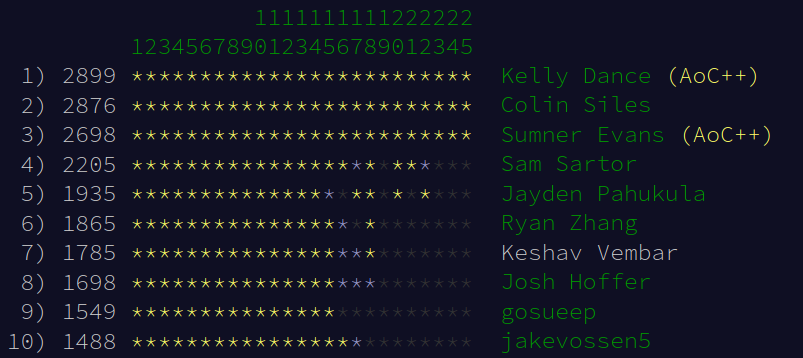 1111111111222222
1234567890123456789012345
1) 2899 ************************* Kelly Dance (AoC++)
2) 2876 ************************* Colin Siles
3) 2698 ************************* Sumner Evans (AoC++)
4) 2205 ************************* Sam Sartor
5) 1935 ************************* Jayden Pahukula
6) 1865 ************************* Ryan Zhang
7) 1785 ************************* Keshav Vembar
8) 1698 ************************* Josh Hoffer
9) 1549 ************************* gosueep
10) 1488 ************************* jakevossen5